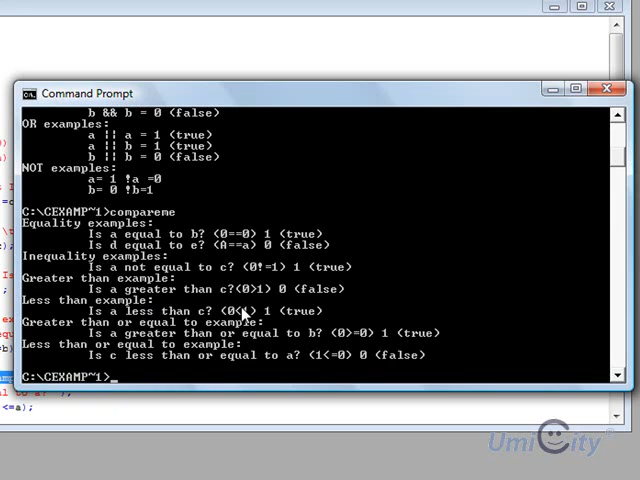 Command Prompt
b && b = 0 (false)
OR examples:
a || a = 1 (true)
a || b = 1 (true)
b || b = 0 (false)
NOT examples:
a= 1 !a =0
b= 0 !b=1
C:\CEXAMP~1>compareme
Equality examples:
Is a equal to b? (0==0) 1 (true)
Is d equal to e? (A==a) 0 (false)
Inequality examples:
Is a not equal to c? (0!=1) 1 (true)
Greater than example:
Is a greater than c?(0>1) 0 (false)
Less than example:
Is a less than c? (0<1) 1 (true)
Greater than or equal to example:
Is a greater than or equal to b? (0>=0) 1 (true)
Less than or equal to example:
Is c less than or equal to a? (1<=0) 0 (false)
C:\CEXAMP~1>_
<=a);
UmiCity